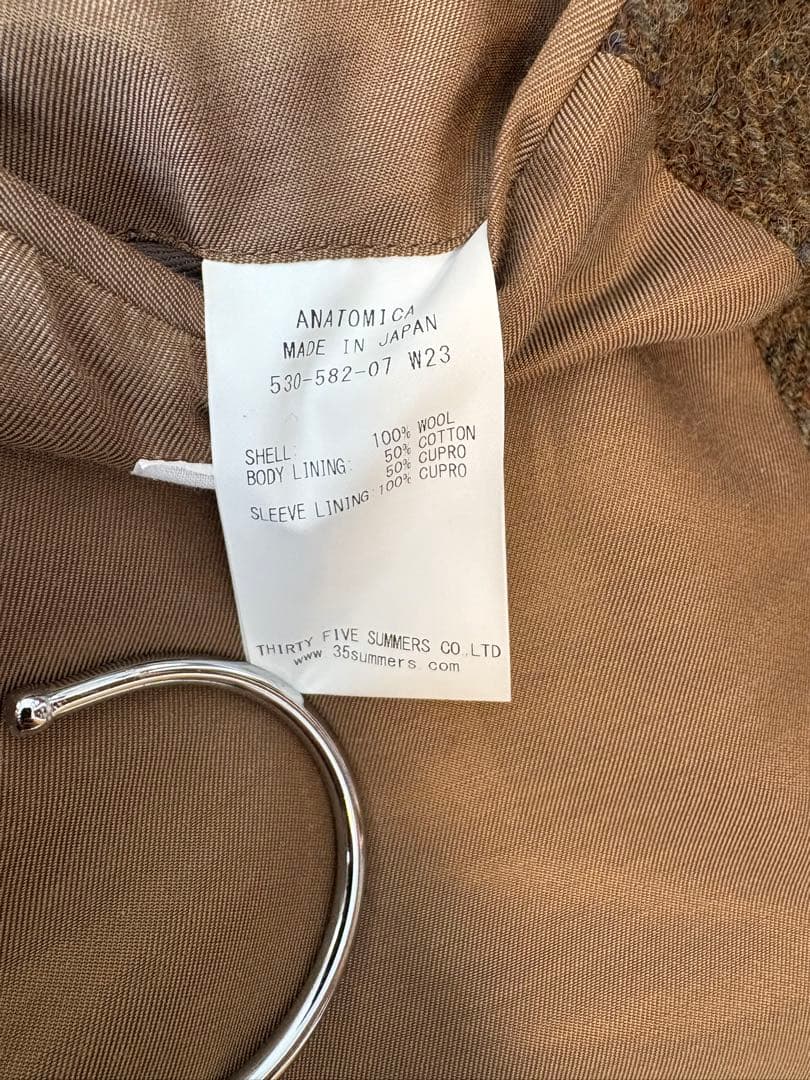 ANATOMICA
MADE IN JAPAN
530-582-07 W23
SHELL: 100% WOOL
BODY LINING: 50% COTTON
50% CUPRO
SLEEVE LINING:100% CUPRO
THIRTY FIVE SUMMERS CO.,LTD
www.35summers.com